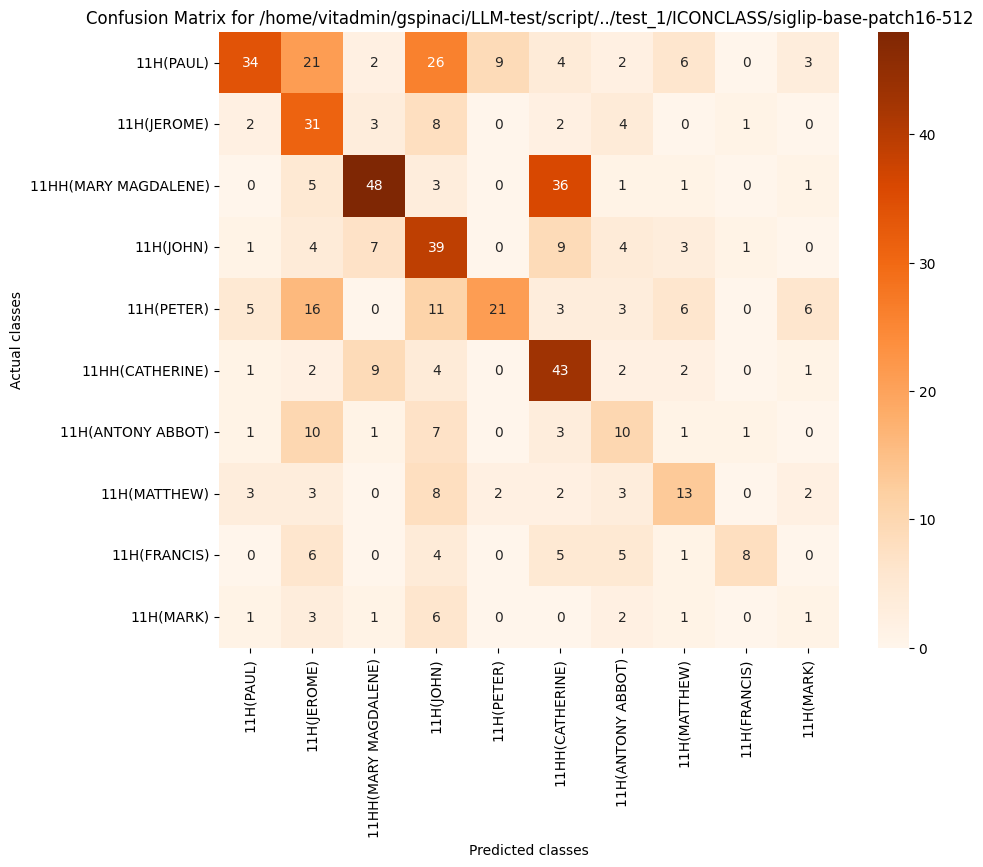 Confusion Matrix for /home/vitadmin/gspinaci/LLM-test/script/../test_1/ICONCLASS/siglip-base-patch16-512
11H(PAUL) 34 21 2 26 9 4 2 6 0 3
11H(JEROME) 2 31 3 8 0 2 4 0 1 0
11HH(MARY MAGDALENE) 0 5 48 3 0 36 1 1 0 1
11H(JOHN) 1 4 7 39 0 9 4 3 1 0
11H(PETER) 5 16 0 11 21 3 3 6 0 6
11HH(CATHERINE) 1 2 9 4 0 43 2 2 0 1
11H(ANTONY ABBOT) 1 10 1 7 0 3 10 1 1 0
11H(MATTHEW) 3 3 0 8 2 2 3 13 0 2
11H(FRANCIS) 0 6 0 4 0 5 5 1 8 0
11H(MARK) 1 3 1 6 0 0 2 1 0 1
Actual classes
11H(PAUL)
11H(JEROME)
11HH(MARY MAGDALENE)
11H(JOHN)
11H(PETER)
11HH(CATHERINE)
11H(ANTONY ABBOT)
11H(MATTHEW)
11H(FRANCIS)
11H(MARK)
Predicted classes
40
30
20
10
0